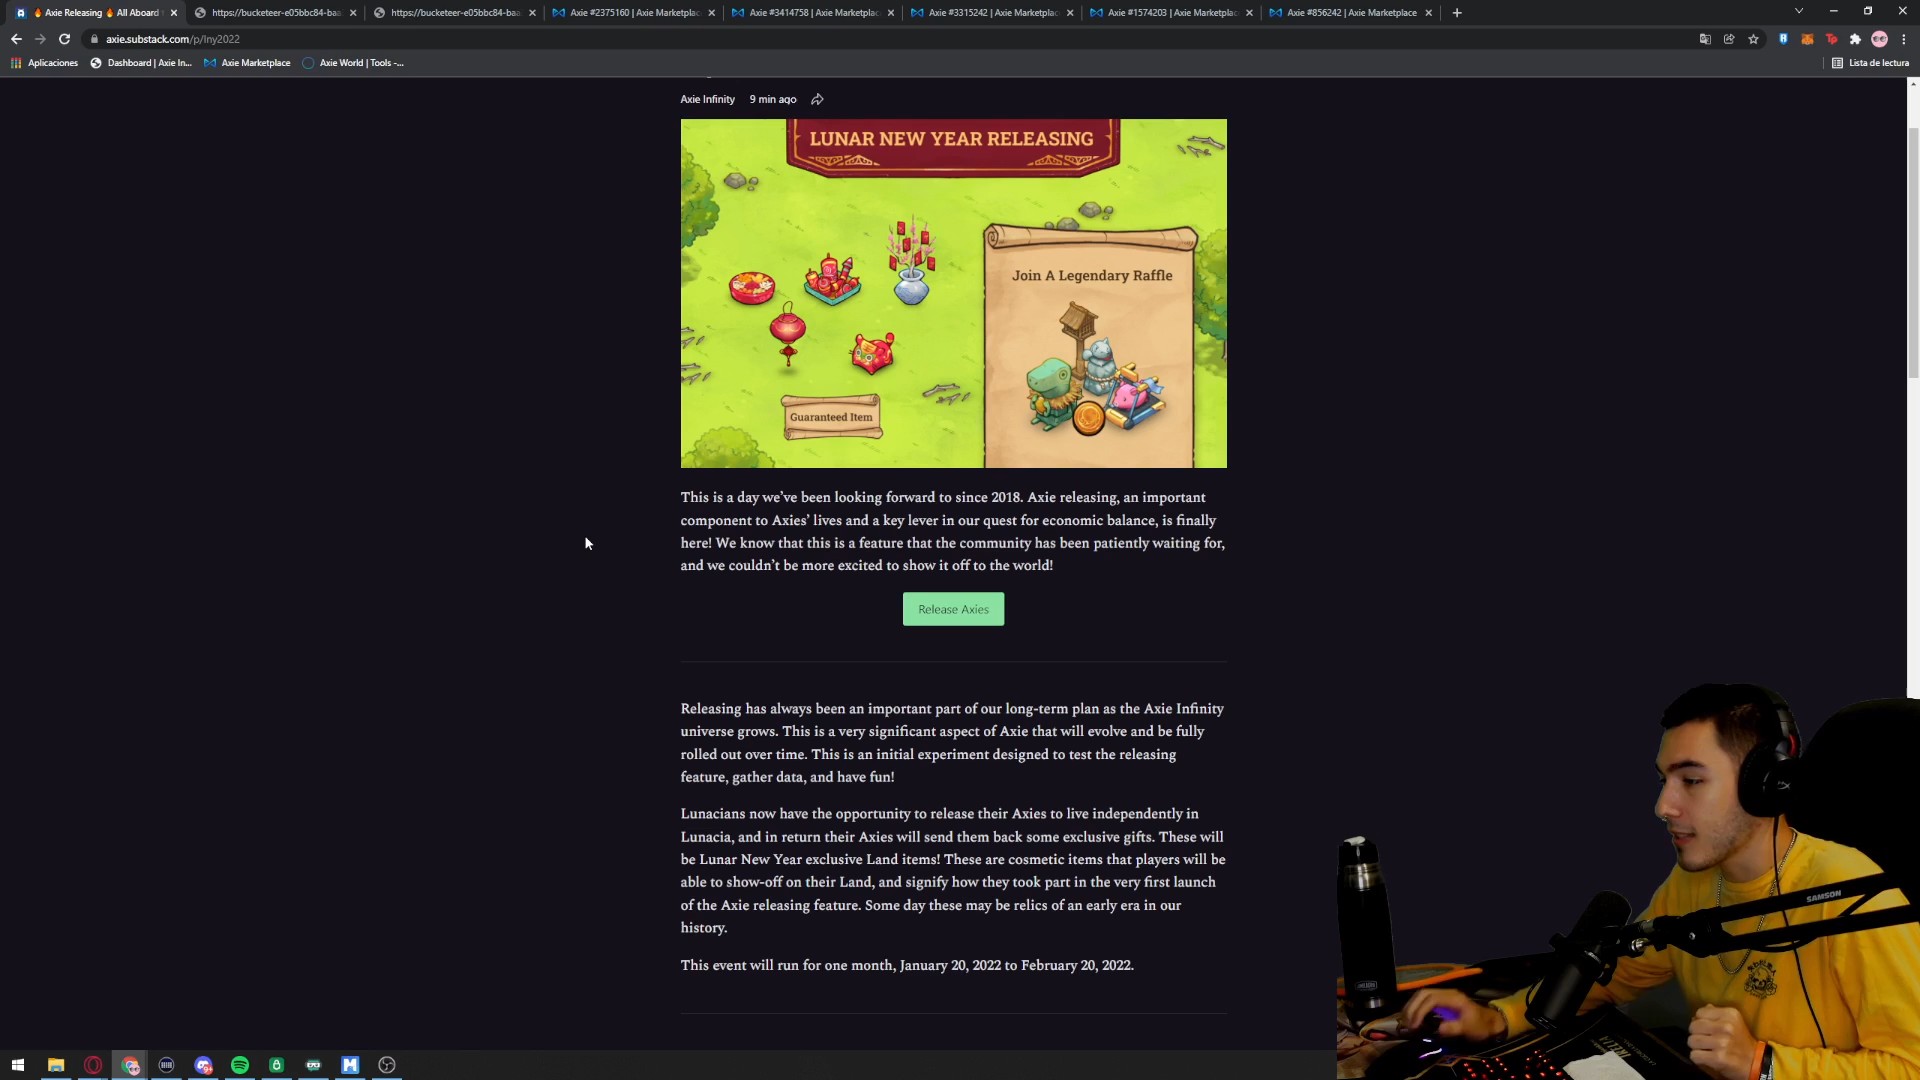 Axie Releasing 🔥 All Aboard
https://bucketeer-e05bbc84-baa
https://bucketeer-e05bbc84-baa
Axie #2375160 | Axie Marketplac
Axie #3414758 | Axie Marketplac
Axie #3315242 | Axie Marketplac
Axie #1574203 | Axie Marketplac
Axie #856242 | Axie Marketplace
axie.substack.com/p/lny2022
Aplicaciones
Dashboard | Axie In...
Axie Marketplace
Axie World | Tools -...
Lista de lectura
Axie Infinity 9 min ago
LUNAR NEW YEAR RELEASING
Join A Legendary Raffle
Guaranteed Item
This is a day we've been looking forward to since 2018. Axie releasing, an important
component to Axies' lives and a key lever in our quest for economic balance, is finally
here! We know that this is a feature that the community has been patiently waiting for,
and we couldn't be more excited to show it off to the world!
Release Axies
Releasing has always been an important part of our long-term plan as the Axie Infinity
universe grows. This is a very significant aspect of Axie that will evolve and be fully
rolled out over time. This is an initial experiment designed to test the releasing
feature, gather data, and have fun!
Lunacians now have the opportunity to release their Axies to live independently in
Lunacia, and in return their Axies will send them back some exclusive gifts. These will
be Lunar New Year exclusive Land items! These are cosmetic items that players will be
able to show-off on their Land, and signify how they took part in the very first launch
of the Axie releasing feature. Some day these may be relics of an early era in our
history.
This event will run for one month, January 20, 2022 to February 20, 2022.
SAMSON